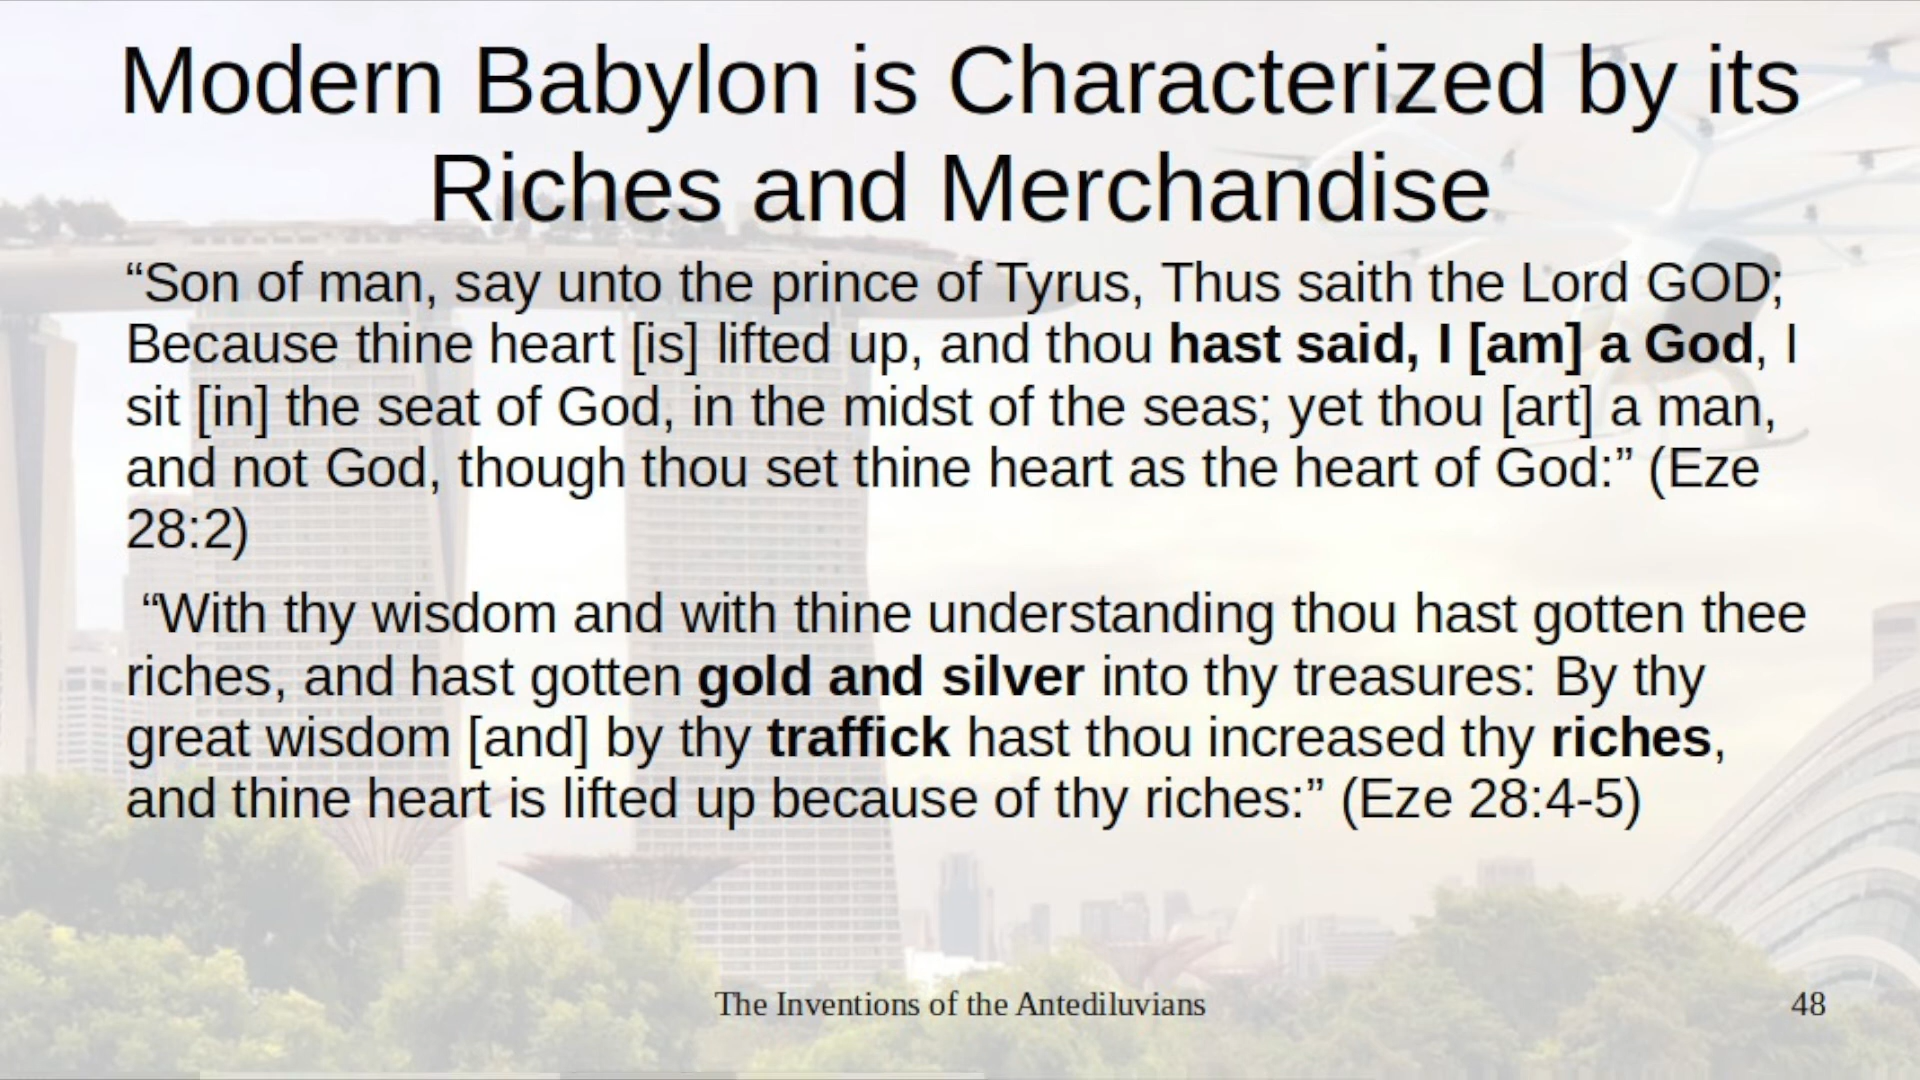 Modern Babylon is Characterized by its
Riches and Merchandise
“Son of man, say unto the prince of Tyrus, Thus saith the Lord GOD;
Because thine heart [is] lifted up, and thou hast said, I [am] a God, I
sit [in] the seat of God, in the midst of the seas; yet thou [art] a man,
and not God, though thou set thine heart as the heart of God:” (Eze
28:2)
“With thy wisdom and with thine understanding thou hast gotten thee
riches, and hast gotten gold and silver into thy treasures: By thy
great wisdom [and] by thy traffick hast thou increased thy riches,
and thine heart is lifted up because of thy riches:” (Eze 28:4-5)
The Inventions of the Antediluvians
48